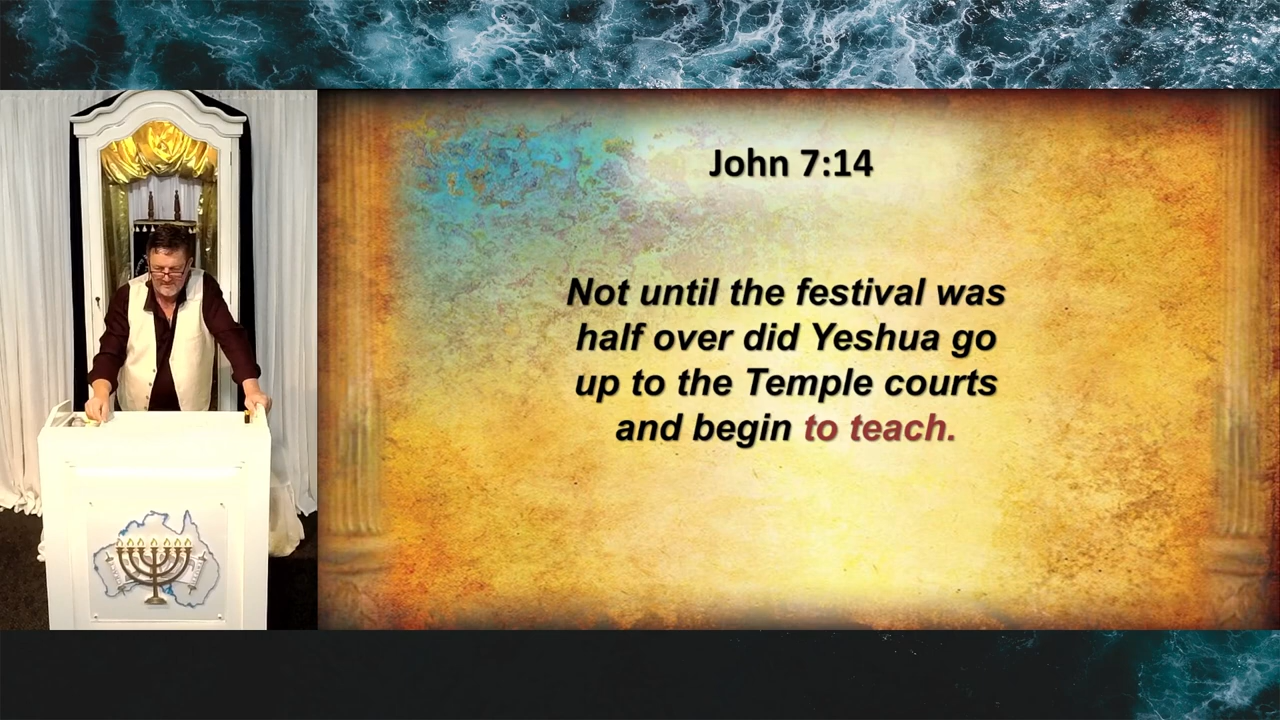 John 7:14
Not until the festival was
half over did Yeshua go
up to the Temple courts
and begin to teach.